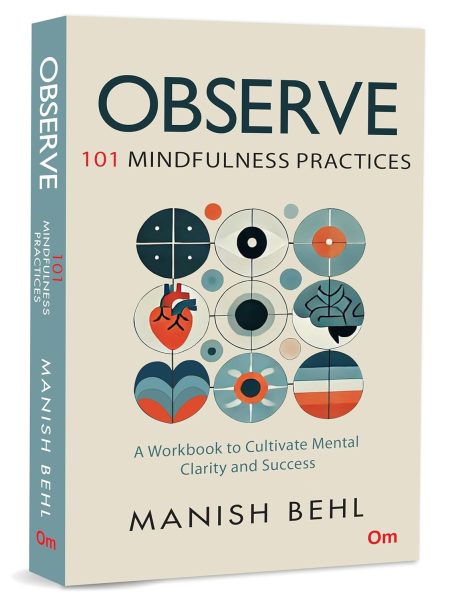 OBSERVE
101 MINDFULNESS
PRACTICES
MANISH BEHL
Om
OBSERVE
101 MINDFULNESS PRACTICES
A Workbook to Cultivate Mental
Clarity and Success
MANISH BEHL
Om